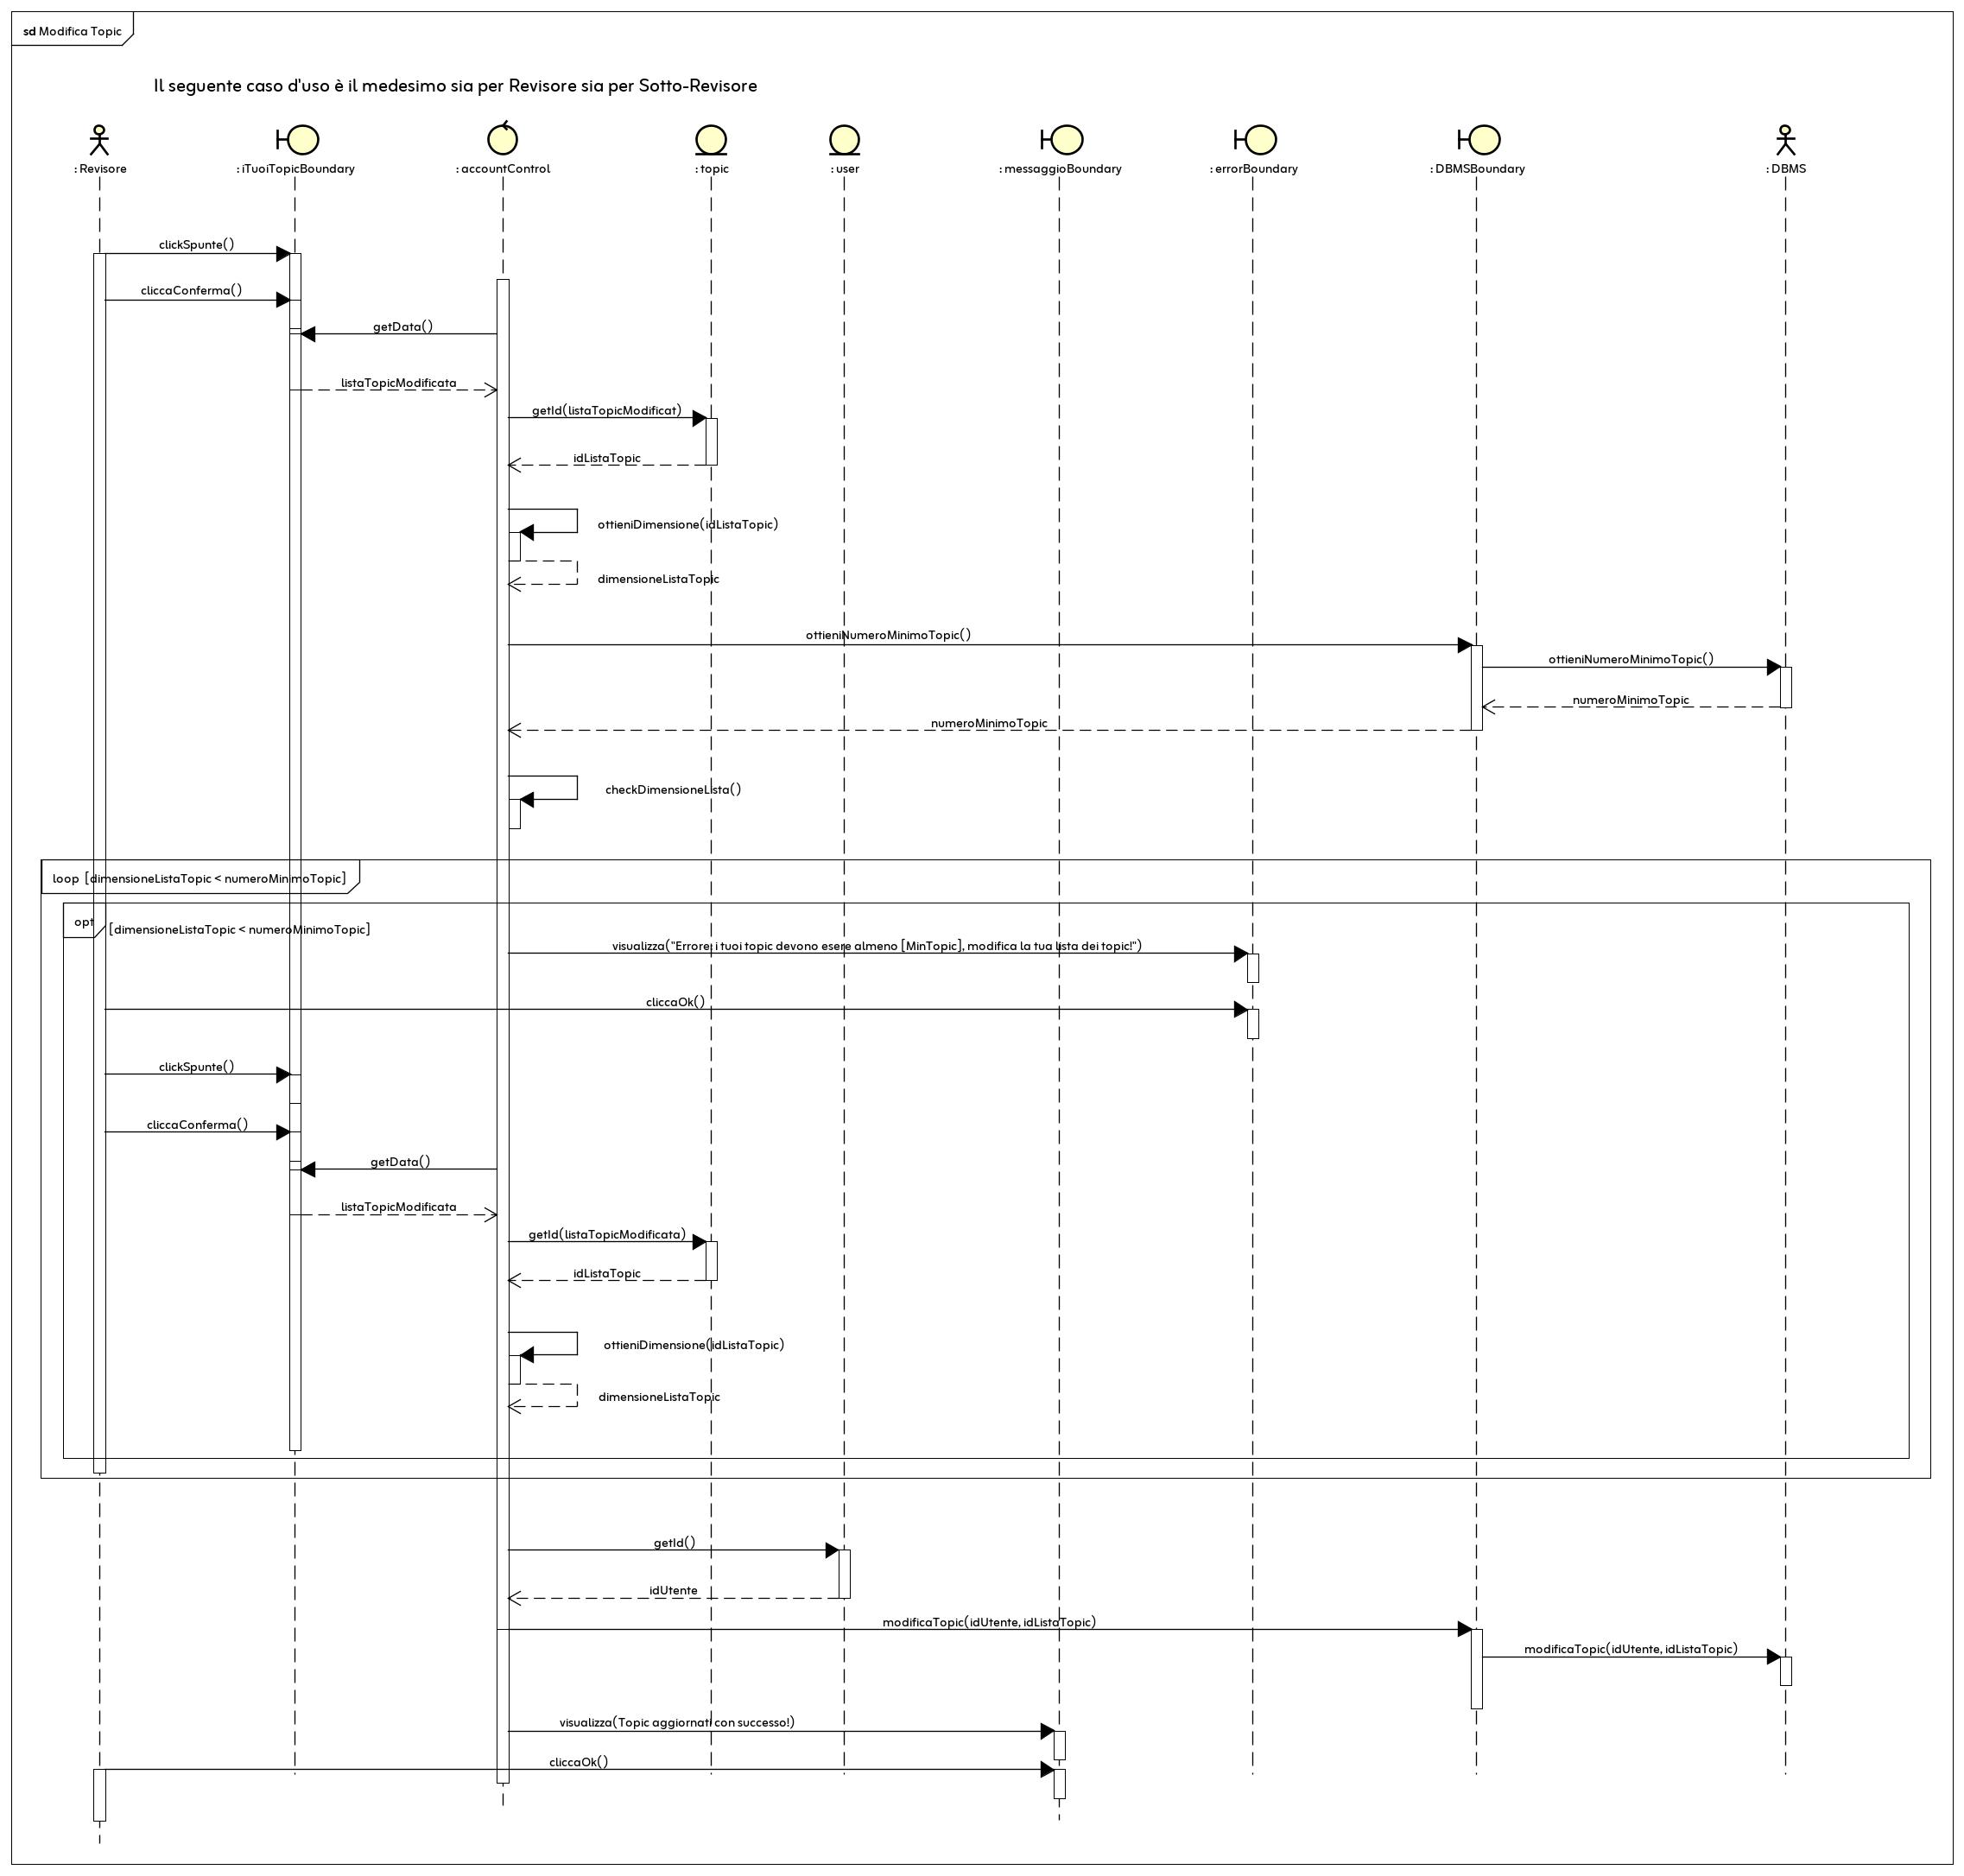 sd Modifica Topic
Il seguente caso d'uso è il medesimo sia per Revisore sia per Sotto-Revisore
: Revisore
: iTuoiTopicBoundary
: accountControl
: topic
: user
: messaggioBoundary
: errorBoundary
: DBMSBoundary
: DBMS
clickSpunte()
cliccaConferma()
getData()
listaTopicModificata
getId(listaTopicModificat)
idListaTopic
ottieniDimensione(idListaTopic)
dimensioneListaTopic
ottieniNumeroMinimoTopic()
ottieniNumeroMinimoTopic()
numeroMinimoTopic
numeroMinimoTopic
checkDimensioneLista()
loop [dimensioneListaTopic < numeroMinimoTopic]
opt
[dimensioneListaTopic < numeroMinimoTopic]
visualizza("Errore: i tuoi topic devono esere almeno [MinTopic], modifica la tua lista dei topic!")
cliccaOk()
clickSpunte()
cliccaConferma()
getData()
listaTopicModificata
getId(listaTopicModificata)
idListaTopic
ottieniDimensione(idListaTopic)
dimensioneListaTopic
getId()
idUtente
modificaTopic(idUtente, idListaTopic)
modificaTopic(idUtente, idListaTopic)
visualizza(Topic aggiornati con successo!)
cliccaOk()